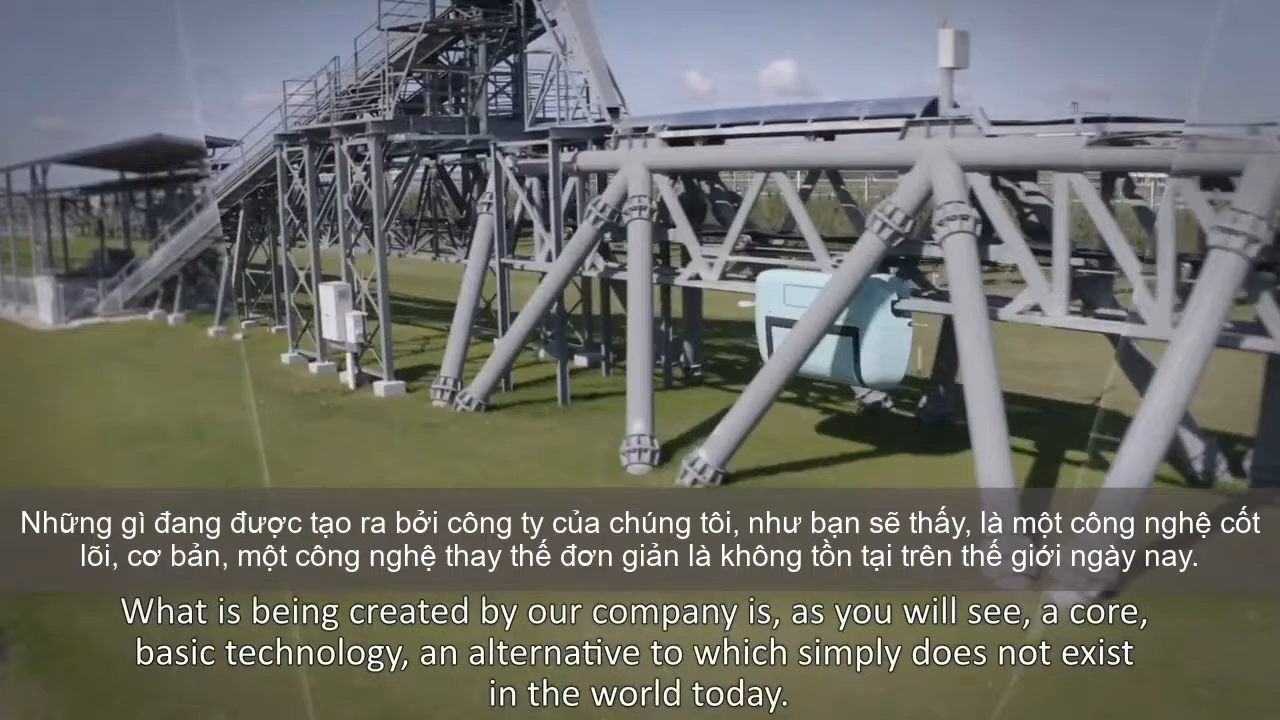 Những gì đang được tạo ra bởi công ty của chúng tôi, như bạn sẽ thấy, là một công nghệ cốt
lõi, cơ bản, một công nghệ thay thế đơn giản là không tồn tại trên thế giới ngày nay.
What is being created by our company is, as you will see, a core,
basic technology, an alternative to which simply does not exist
in the world today.